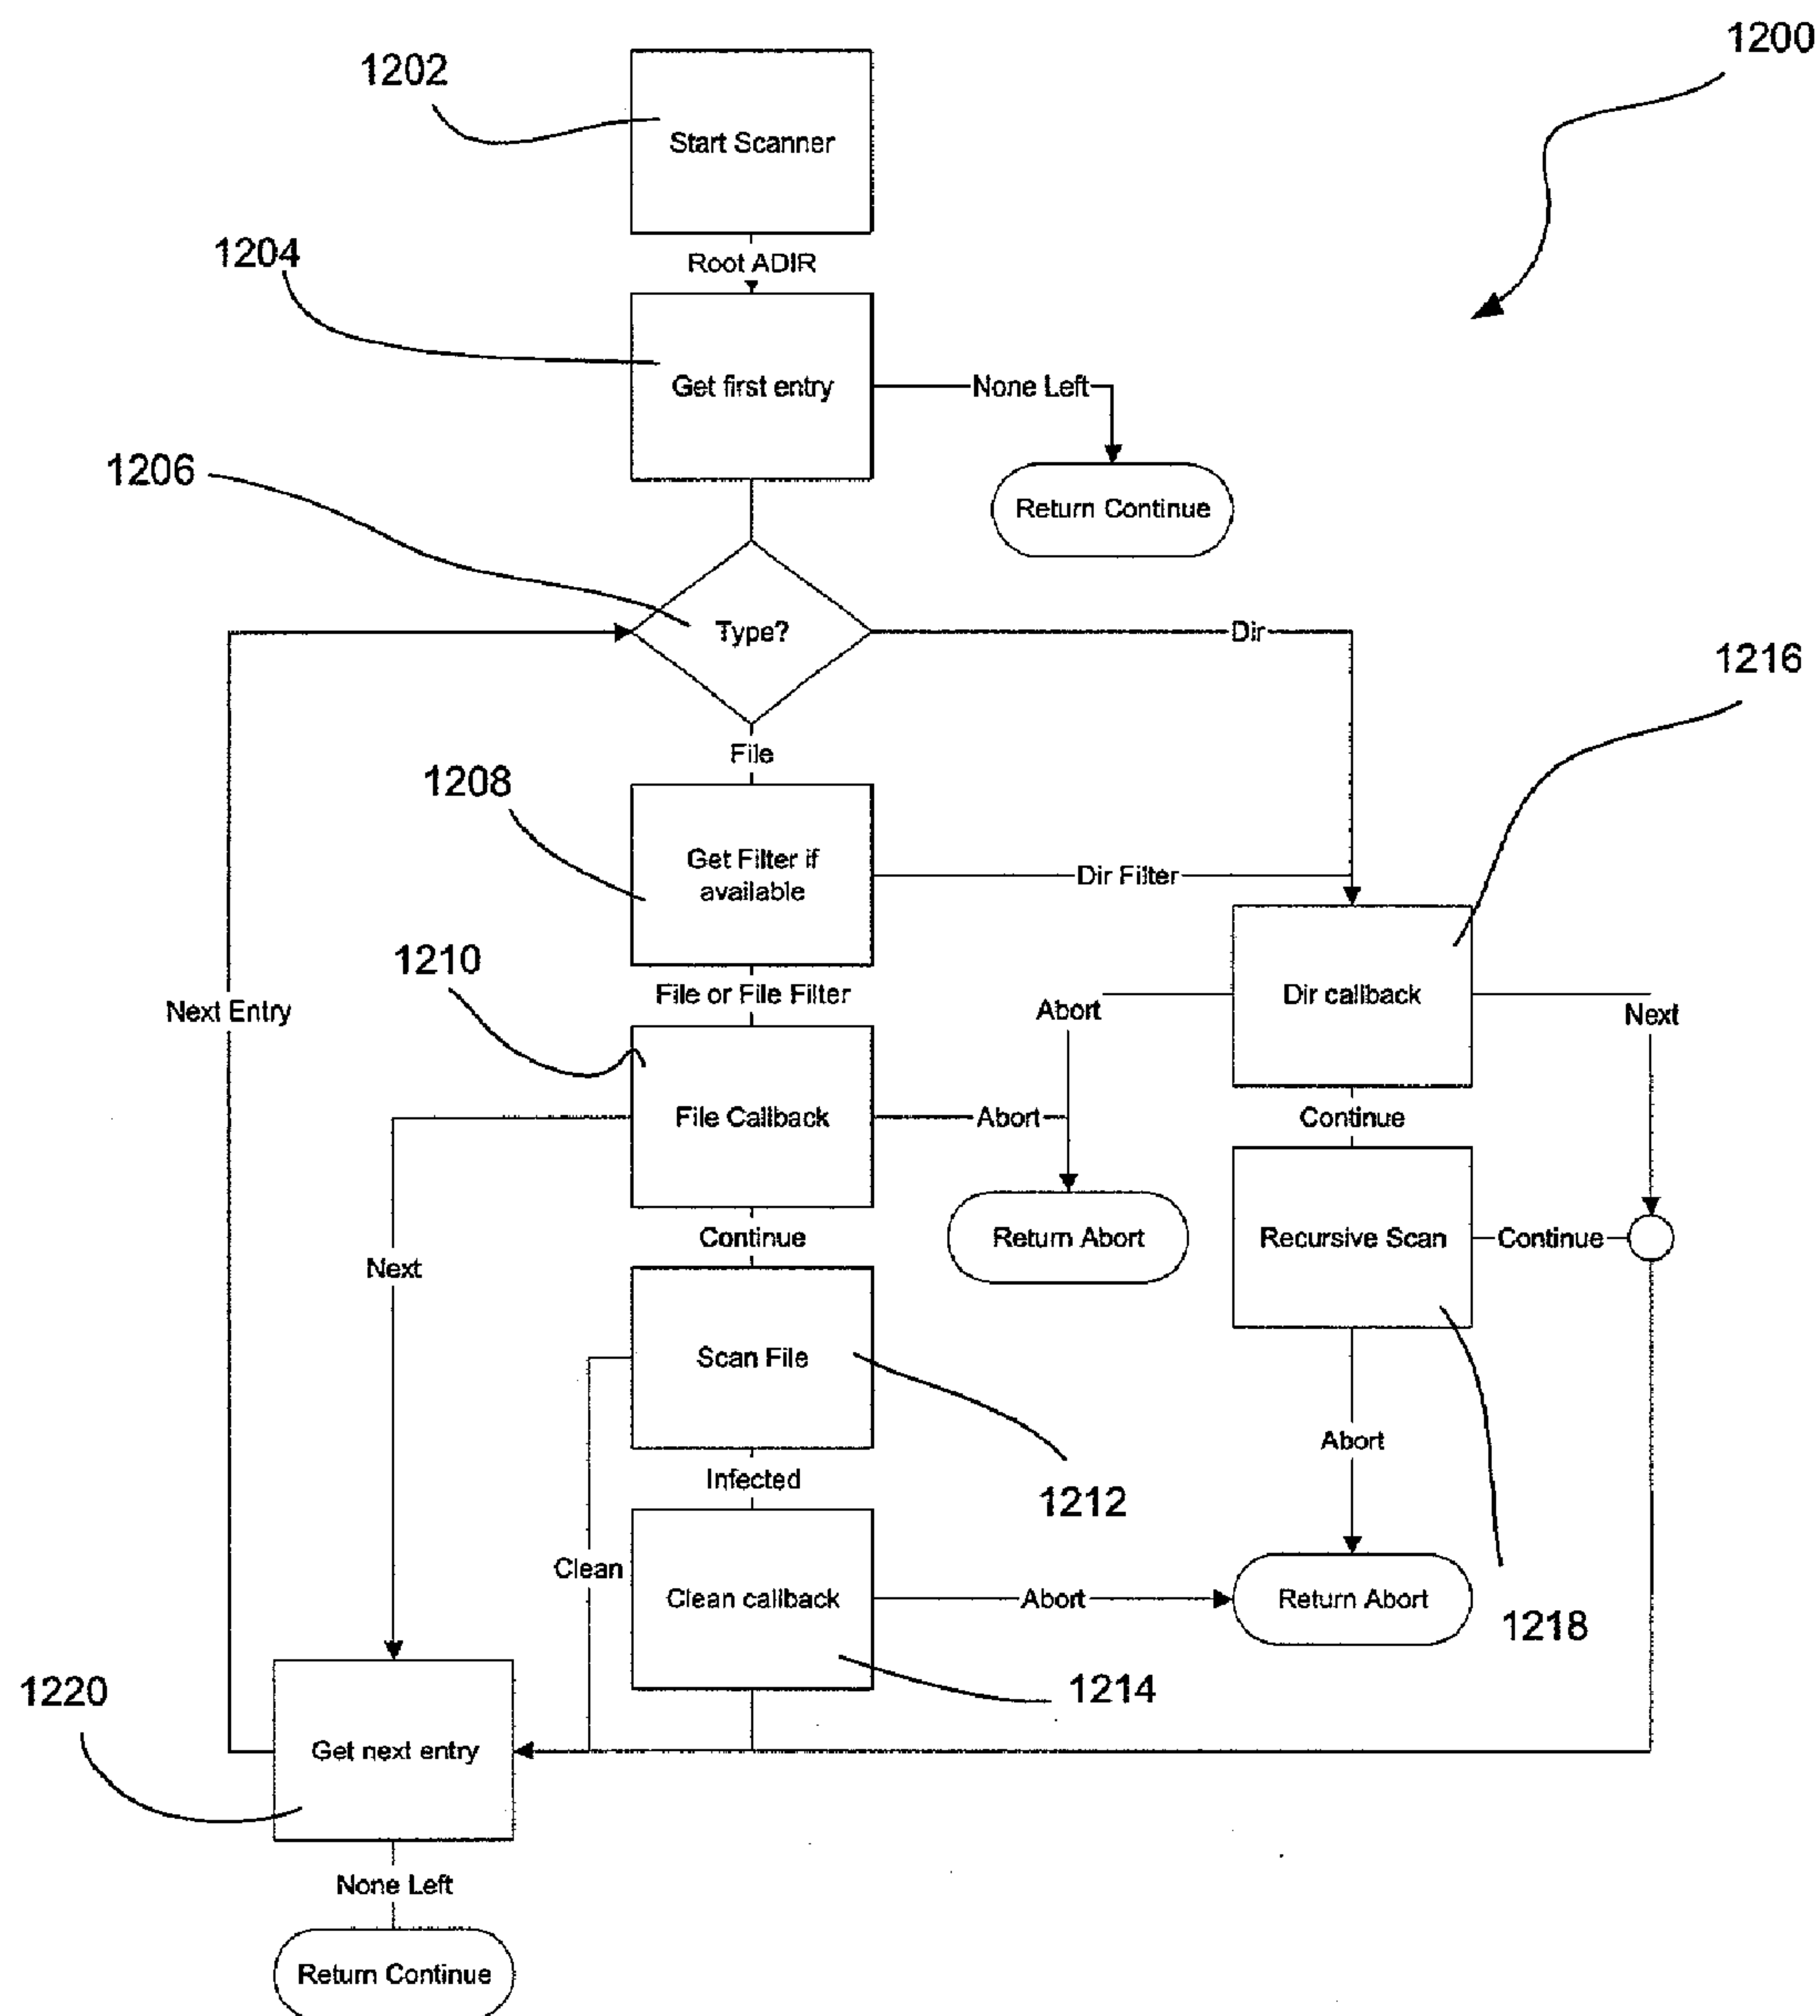 1200
1202
Start Scanner
1204
Root ADIR
Get first entry
None Left
1206
Return Continue
Type?
Dir
1216
File
1208
Get Filter if
available
Dir Filter
1210
File or File Filter
Next Entry
Abort
Dir callback
Next
File Callback
Abort
Continue
Continue
Return Abort
Recursive Scan
Continue
Next
Scan File
Abort
Infected
1212
Clean
Clean callback
Abort
Return Abort
1218
1214
1220
Get next entry
None Left
Return Continue